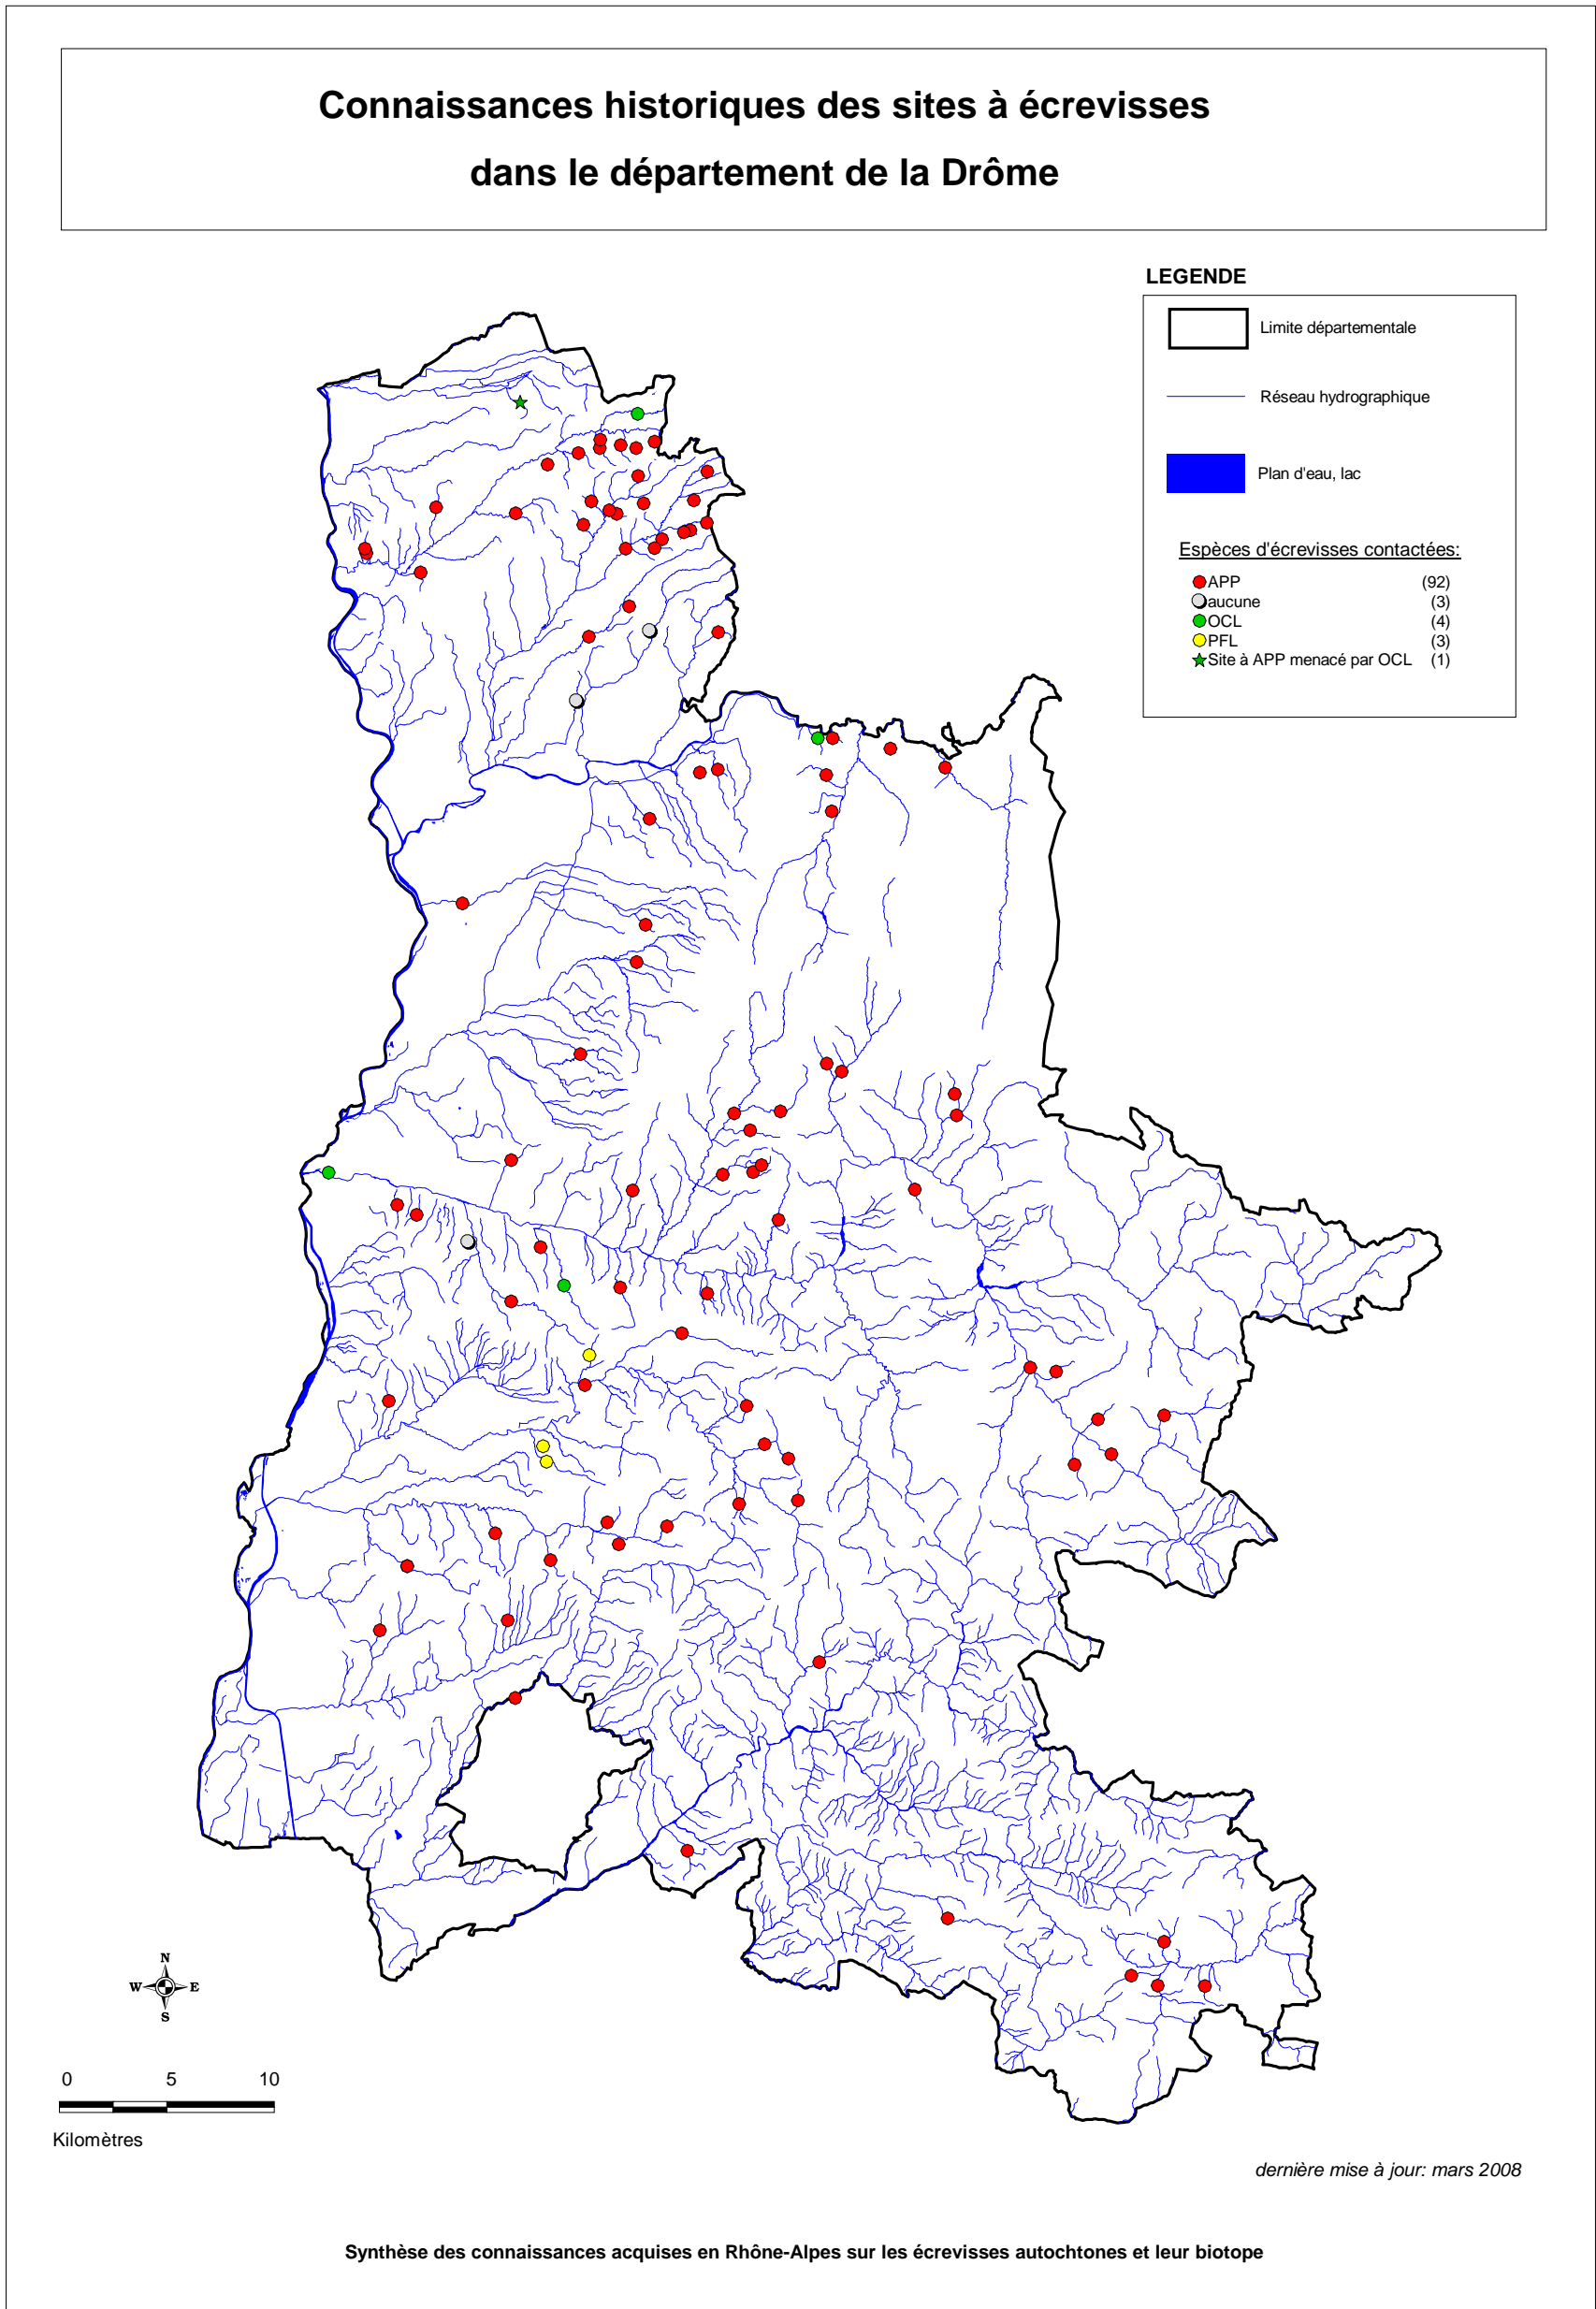 Connaissances historiques des sites à écrevisses
dans le département de la Drôme
LEGENDE
Limite départementale
Réseau hydrographique
Plan d'eau, lac
Espèces d'écrevisses contactées:
APP (92)
aucune (3)
OCL (4)
PFL (3)
Site à APP menacé par OCL (1)
N
W E
S
0 5 10
Kilomètres
dernière mise à jour: mars 2008
Synthèse des connaissances acquises en Rhône-Alpes sur les écrevisses autochtones et leur biotope